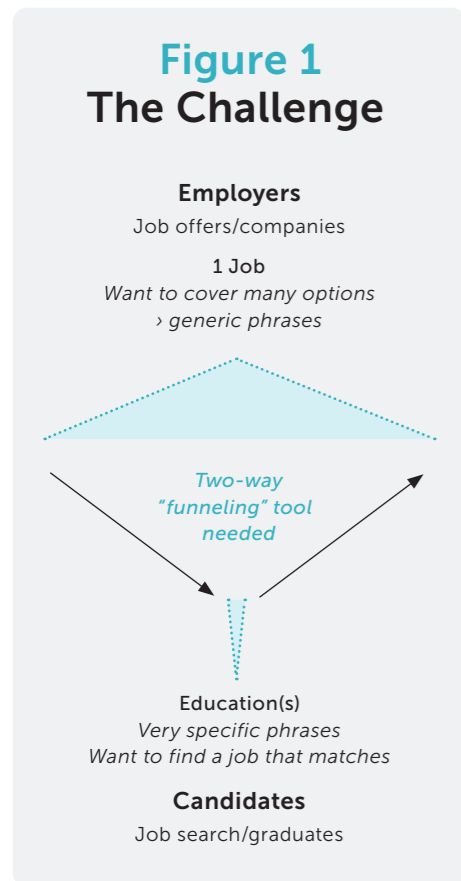 Figure 1
The Challenge
Employers
Job offers/companies
1 Job
Want to cover many options
› generic phrases
Two-way
“funneling” tool
needed
Education(s)
Very specific phrases
Want to find a job that matches
Candidates
Job search/graduates